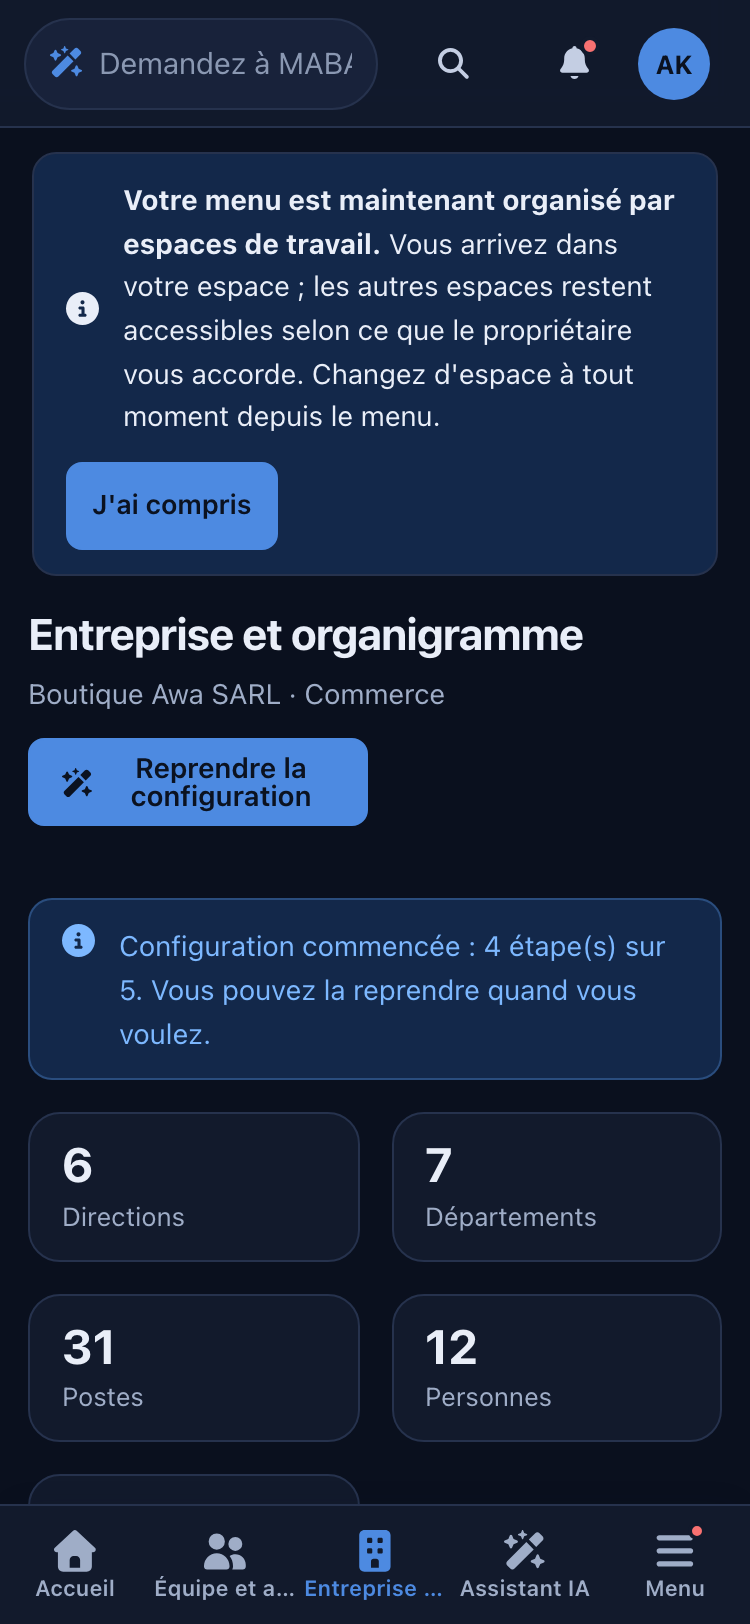 Demandez à MABA
AK
Votre menu est maintenant organisé par
espaces de travail. Vous arrivez dans
votre espace ; les autres espaces restent
accessibles selon ce que le propriétaire
vous accorde. Changez d'espace à tout
moment depuis le menu.
J'ai compris
Entreprise et organigramme
Boutique Awa SARL · Commerce
Reprendre la
configuration
Configuration commencée : 4 étape(s) sur
5. Vous pouvez la reprendre quand vous
voulez.
6
Directions
7
Départements
31
Postes
12
Personnes
Accueil
Équipe et a...
Entreprise ...
Assistant IA
Menu